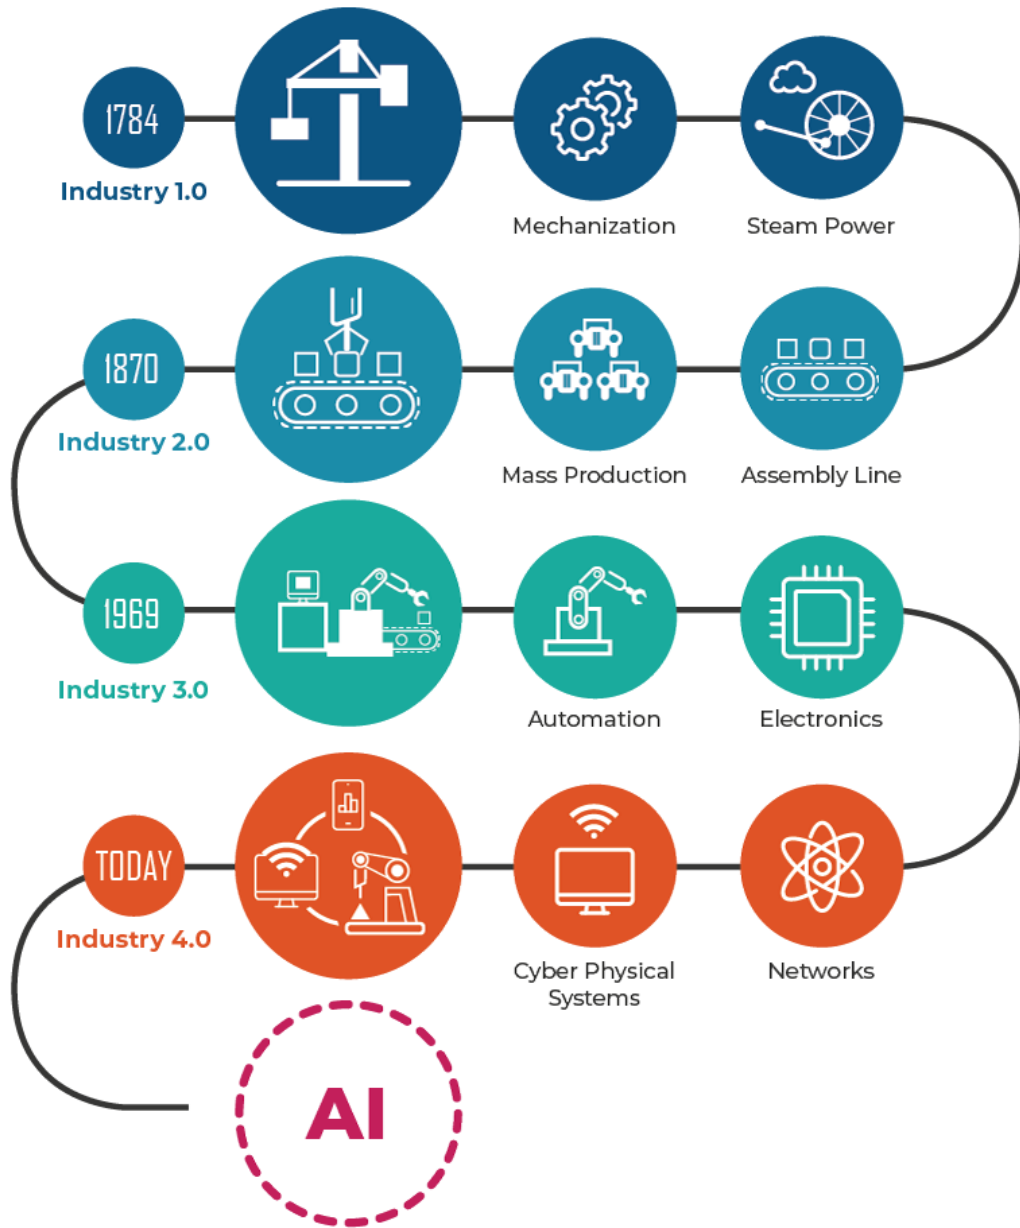 1784
Industry 1.0
Mechanization
Steam Power
1870
Industry 2.0
Mass Production
Assembly Line
1969
Industry 3.0
Automation
Electronics
TODAY
Industry 4.0
Cyber Physical
Systems
Networks
AI